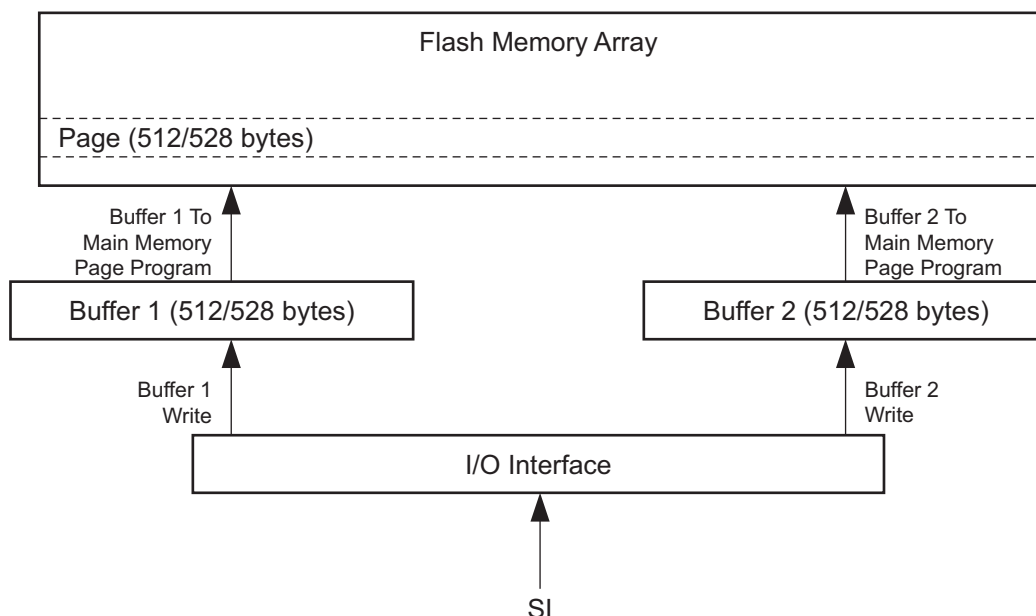 Flash Memory Array
Page (512/528 bytes)
Buffer 1 To
Main Memory
Page Program
Buffer 2 To
Main Memory
Page Program
Buffer 1 (512/528 bytes)
Buffer 2 (512/528 bytes)
Buffer 1
Write
Buffer 2
Write
I/O Interface
SI